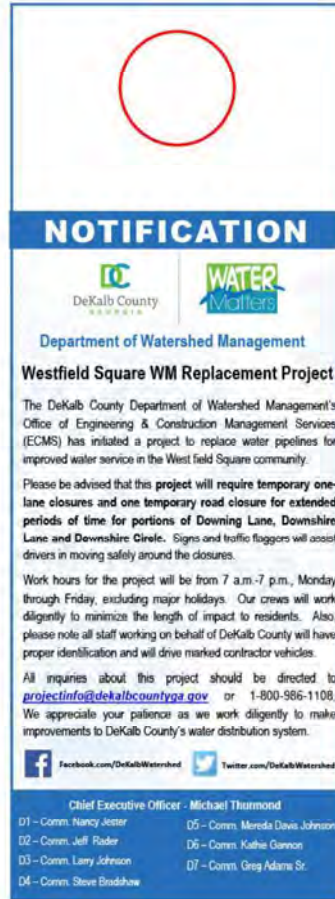 NOTIFICATION
DC
DeKalb County
GEORGIA
WATER
Matters
Department of Watershed Management
Westfield Square WM Replacement Project
The DeKalb County Department of Watershed Management's
Office of Engineering & Construction Management Services
(ECMS) has initiated a project to replace water pipelines for
improved water service in the West field Square community.
Please be advised that this project will require temporary one-
lane closures and one temporary road closure for extended
periods of time for portions of Downing Lane, Downshire
Lane and Downshire Circle. Signs and traffic flaggers will assist
drivers in moving safely around the closures.
Work hours for the project will be from 7 a.m.-7 p.m., Monday
through Friday, excluding major holidays. Our crews will work
diligently to minimize the length of impact to residents. Also,
please note all staff working on behalf of DeKalb County will have
proper identification and will drive marked contractor vehicles.
All inquiries about this project should be directed to
projectinfo@dekalbcountyga.gov or 1-800-986-1108.
We appreciate your patience as we work diligently to make
improvements to DeKalb County's water distribution system.
Facebook.com/DeKalbWatershed
Twitter.com/DeKalbWatershed
Chief Executive Officer - Michael Thurmond
D1 – Comm. Nancy Jester
D2 – Comm. Jeff Rader
D3 – Comm. Larry Johnson
D4 – Comm. Steve Bradshaw
D5 – Comm. Mereda Davis Johnson
D6 – Comm. Kathie Gannon
D7 – Comm. Greg Adams Sr.